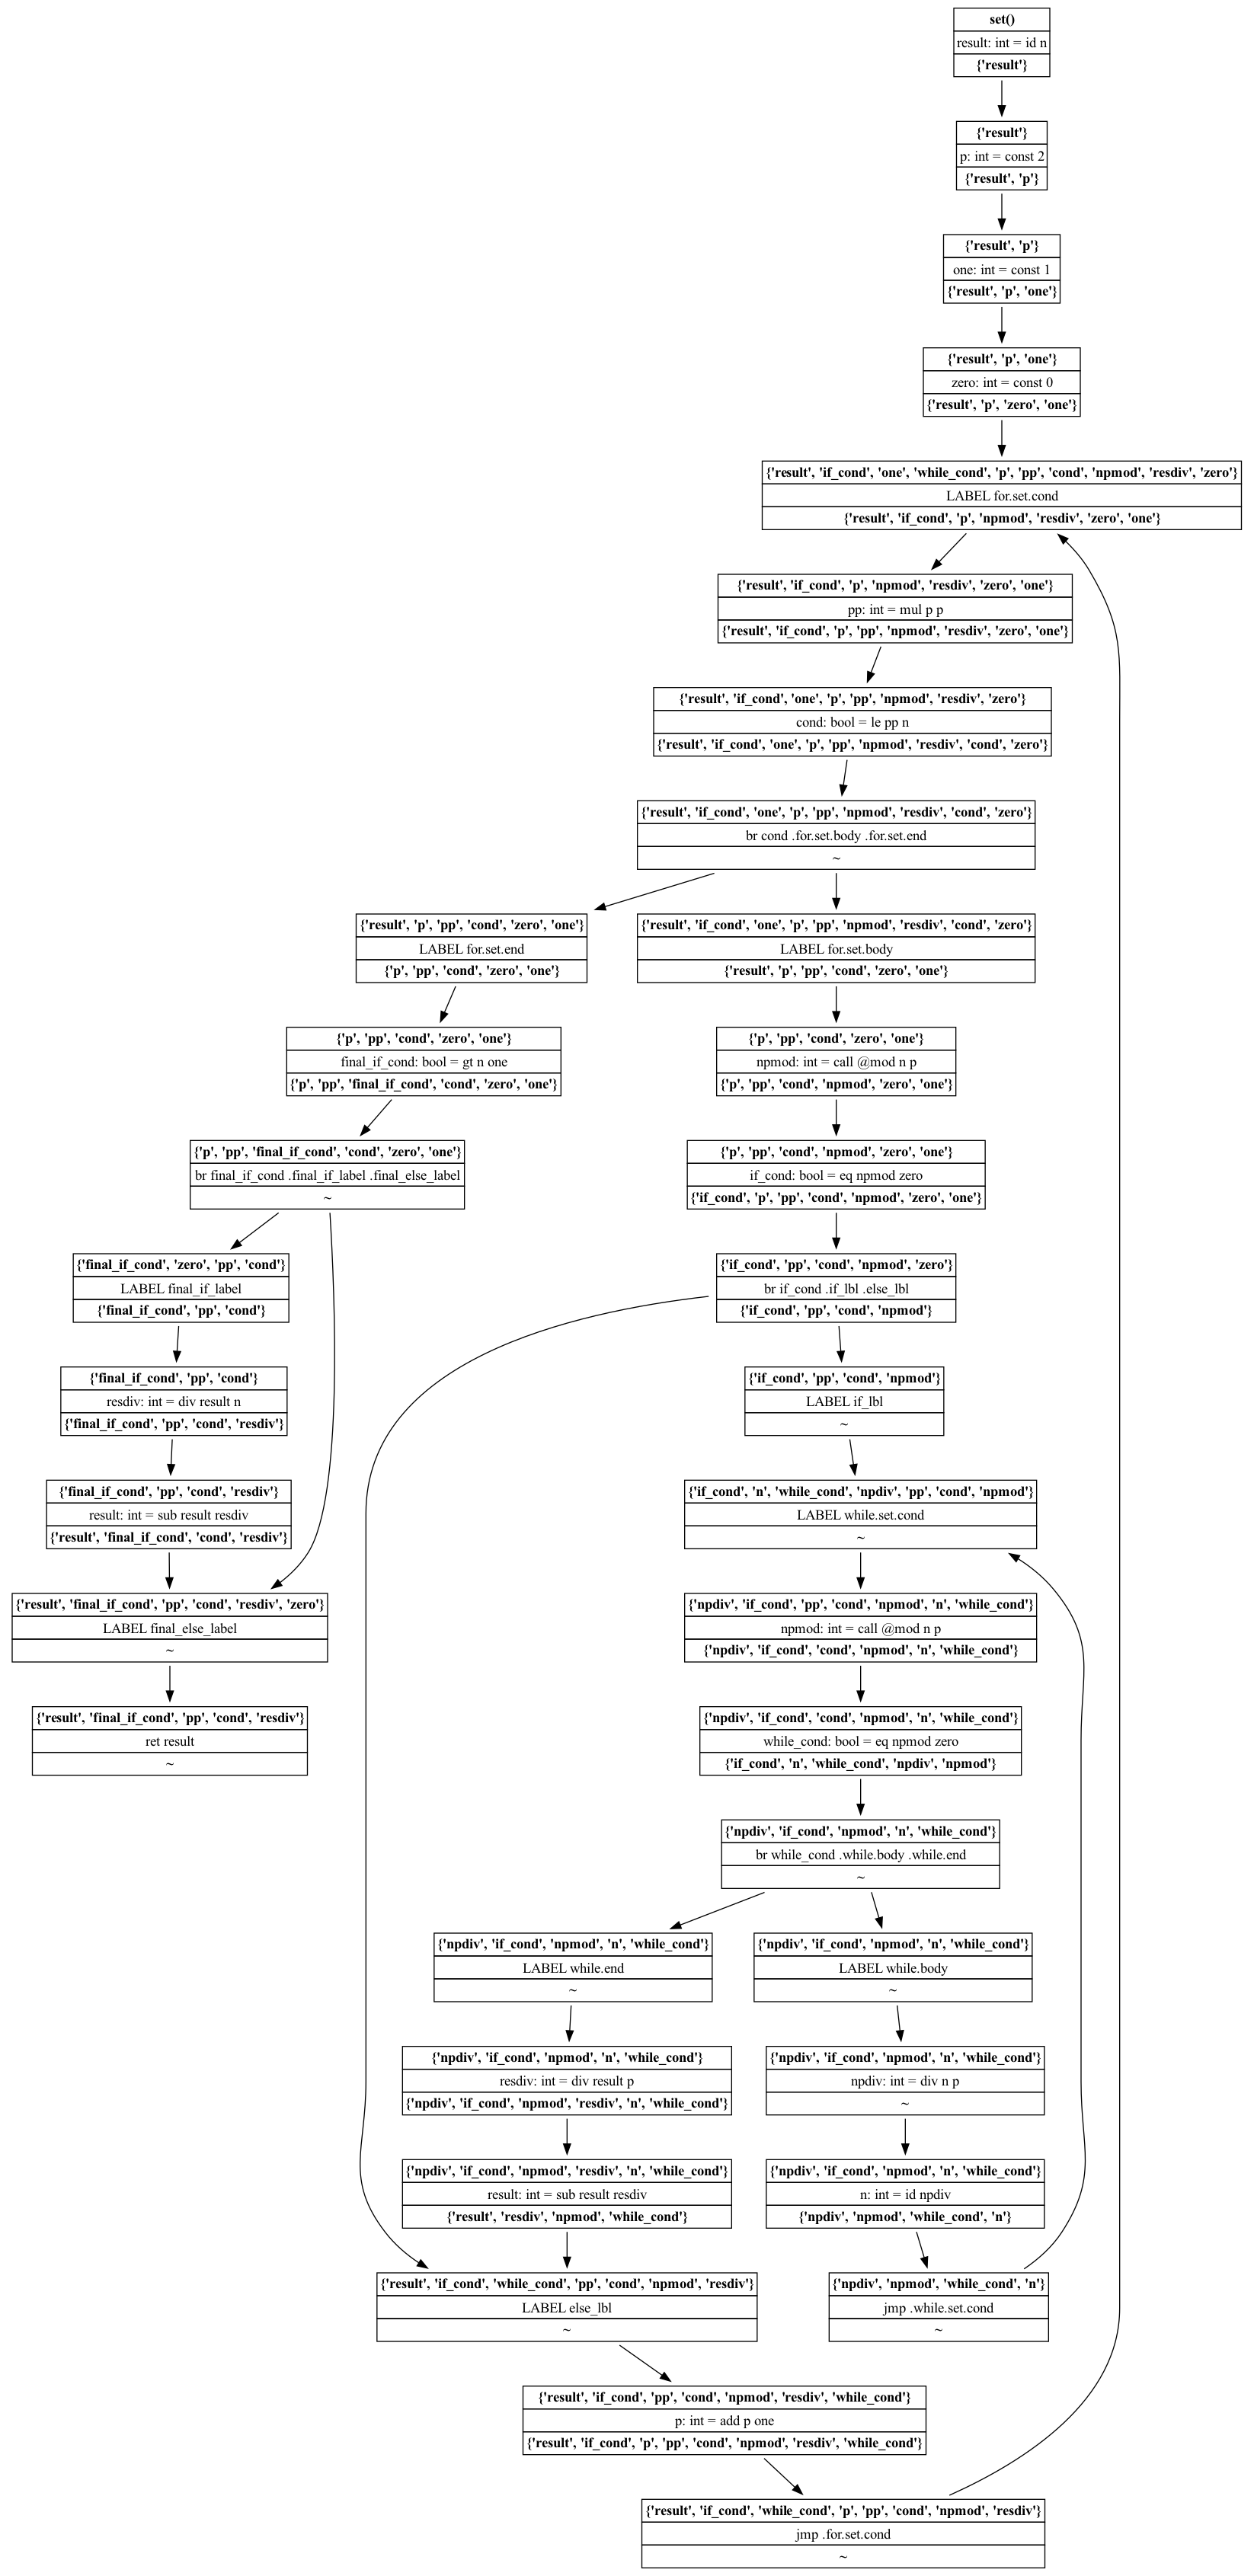 set()
result: int = id n
{'result'}
{'result'}
p: int = const 2
{'result', 'p'}
{'result', 'p'}
one: int = const 1
{'result', 'p', 'one'}
{'result', 'p', 'one'}
zero: int = const 0
{'result', 'p', 'zero', 'one'}
{'result', 'if_cond', 'one', 'while_cond', 'p', 'pp', 'cond', 'npmod', 'resdiv', 'zero'}
LABEL for.set.cond
{'result', 'if_cond', 'p', 'npmod', 'resdiv', 'zero', 'one'}
{'result', 'if_cond', 'p', 'npmod', 'resdiv', 'zero', 'one'}
pp: int = mul p p
{'result', 'if_cond', 'p', 'pp', 'npmod', 'resdiv', 'zero', 'one'}
{'result', 'if_cond', 'one', 'p', 'pp', 'npmod', 'resdiv', 'zero'}
cond: bool = le pp n
{'result', 'if_cond', 'one', 'p', 'pp', 'npmod', 'resdiv', 'cond', 'zero'}
{'result', 'if_cond', 'one', 'p', 'pp', 'npmod', 'resdiv', 'cond', 'zero'}
br cond .for.set.body .for.set.end
~
{'result', 'p', 'pp', 'cond', 'zero', 'one'}
LABEL for.set.end
{'p', 'pp', 'cond', 'zero', 'one'}
{'result', 'if_cond', 'one', 'p', 'pp', 'npmod', 'resdiv', 'cond', 'zero'}
LABEL for.set.body
{'result', 'p', 'pp', 'cond', 'zero', 'one'}
{'p', 'pp', 'cond', 'zero', 'one'}
final_if_cond: bool = gt n one
{'p', 'pp', 'final_if_cond', 'cond', 'zero', 'one'}
{'p', 'pp', 'cond', 'zero', 'one'}
npmod: int = call @mod n p
{'p', 'pp', 'cond', 'npmod', 'zero', 'one'}
{'p', 'pp', 'final_if_cond', 'cond', 'zero', 'one'}
br final_if_cond .final_if_label .final_else_label
~
{'p', 'pp', 'cond', 'npmod', 'zero', 'one'}
if_cond: bool = eq npmod zero
{'if_cond', 'p', 'pp', 'cond', 'npmod', 'zero', 'one'}
{'final_if_cond', 'zero', 'pp', 'cond'}
LABEL final_if_label
{'final_if_cond', 'pp', 'cond'}
{'if_cond', 'pp', 'cond', 'npmod', 'zero'}
br if_cond .if_lbl .else_lbl
{'if_cond', 'pp', 'cond', 'npmod'}
{'final_if_cond', 'pp', 'cond'}
resdiv: int = div result n
{'final_if_cond', 'pp', 'cond', 'resdiv'}
{'if_cond', 'pp', 'cond', 'npmod'}
LABEL if_lbl
~
{'final_if_cond', 'pp', 'cond', 'resdiv'}
result: int = sub result resdiv
{'result', 'final_if_cond', 'cond', 'resdiv'}
{'if_cond', 'n', 'while_cond', 'npdiv', 'pp', 'cond', 'npmod'}
LABEL while.set.cond
~
{'result', 'final_if_cond', 'pp', 'cond', 'resdiv', 'zero'}
LABEL final_else_label
~
{'npdiv', 'if_cond', 'pp', 'cond', 'npmod', 'n', 'while_cond'}
npmod: int = call @mod n p
{'npdiv', 'if_cond', 'cond', 'npmod', 'n', 'while_cond'}
{'result', 'final_if_cond', 'pp', 'cond', 'resdiv'}
ret result
~
{'npdiv', 'if_cond', 'cond', 'npmod', 'n', 'while_cond'}
while_cond: bool = eq npmod zero
{'if_cond', 'n', 'while_cond', 'npdiv', 'npmod'}
{'npdiv', 'if_cond', 'npmod', 'n', 'while_cond'}
br while_cond .while.body .while.end
~
{'npdiv', 'if_cond', 'npmod', 'n', 'while_cond'}
LABEL while.end
~
{'npdiv', 'if_cond', 'npmod', 'n', 'while_cond'}
LABEL while.body
~
{'npdiv', 'if_cond', 'npmod', 'n', 'while_cond'}
resdiv: int = div result p
{'npdiv', 'if_cond', 'npmod', 'resdiv', 'n', 'while_cond'}
{'npdiv', 'if_cond', 'npmod', 'n', 'while_cond'}
npdiv: int = div n p
~
{'npdiv', 'if_cond', 'npmod', 'resdiv', 'n', 'while_cond'}
result: int = sub result resdiv
{'result', 'resdiv', 'npmod', 'while_cond'}
{'npdiv', 'if_cond', 'npmod', 'n', 'while_cond'}
n: int = id npdiv
{'npdiv', 'npmod', 'while_cond', 'n'}
{'result', 'if_cond', 'while_cond', 'pp', 'cond', 'npmod', 'resdiv'}
LABEL else_lbl
~
{'npdiv', 'npmod', 'while_cond', 'n'}
jmp .while.set.cond
~
{'result', 'if_cond', 'pp', 'cond', 'npmod', 'resdiv', 'while_cond'}
p: int = add p one
{'result', 'if_cond', 'p', 'pp', 'cond', 'npmod', 'resdiv', 'while_cond'}
{'result', 'if_cond', 'while_cond', 'p', 'pp', 'cond', 'npmod', 'resdiv'}
jmp .for.set.cond
~